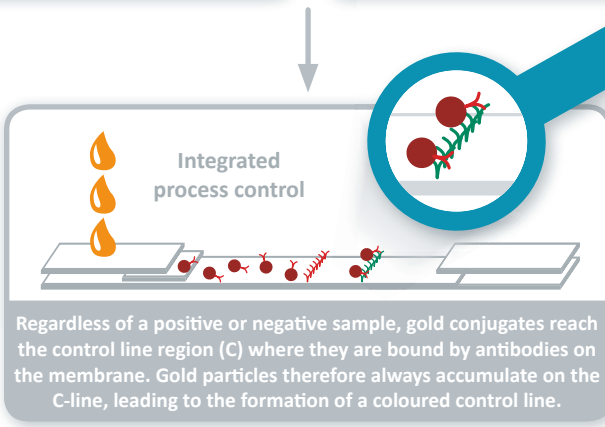 Integrated
process control
Regardless of a positive or negative sample, gold conjugates reach
the control line region (C) where they are bound by antibodies on
the membrane. Gold particles therefore always accumulate on the
C-line, leading to the formation of a coloured control line.